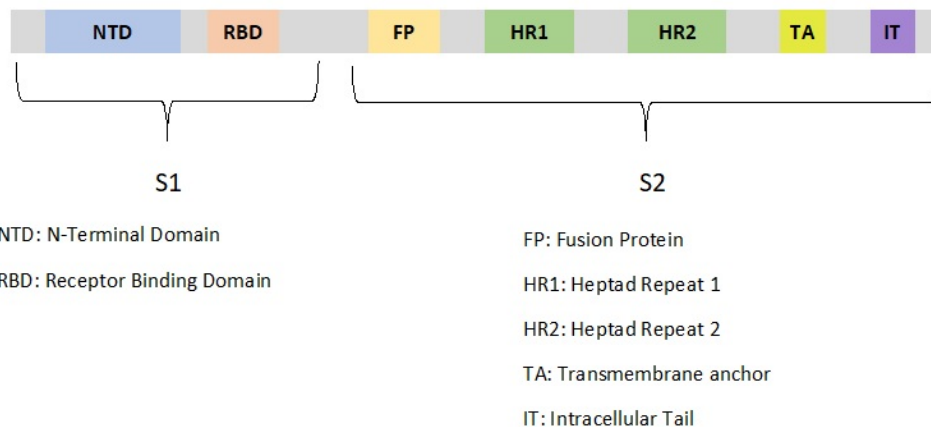 NTD RBD FP HR1 HR2 TA IT
S1 S2
NTD: N-Terminal Domain
RBD: Receptor Binding Domain
FP: Fusion Protein
HR1: Heptad Repeat 1
HR2: Heptad Repeat 2
TA: Transmembrane anchor
IT: Intracellular Tail